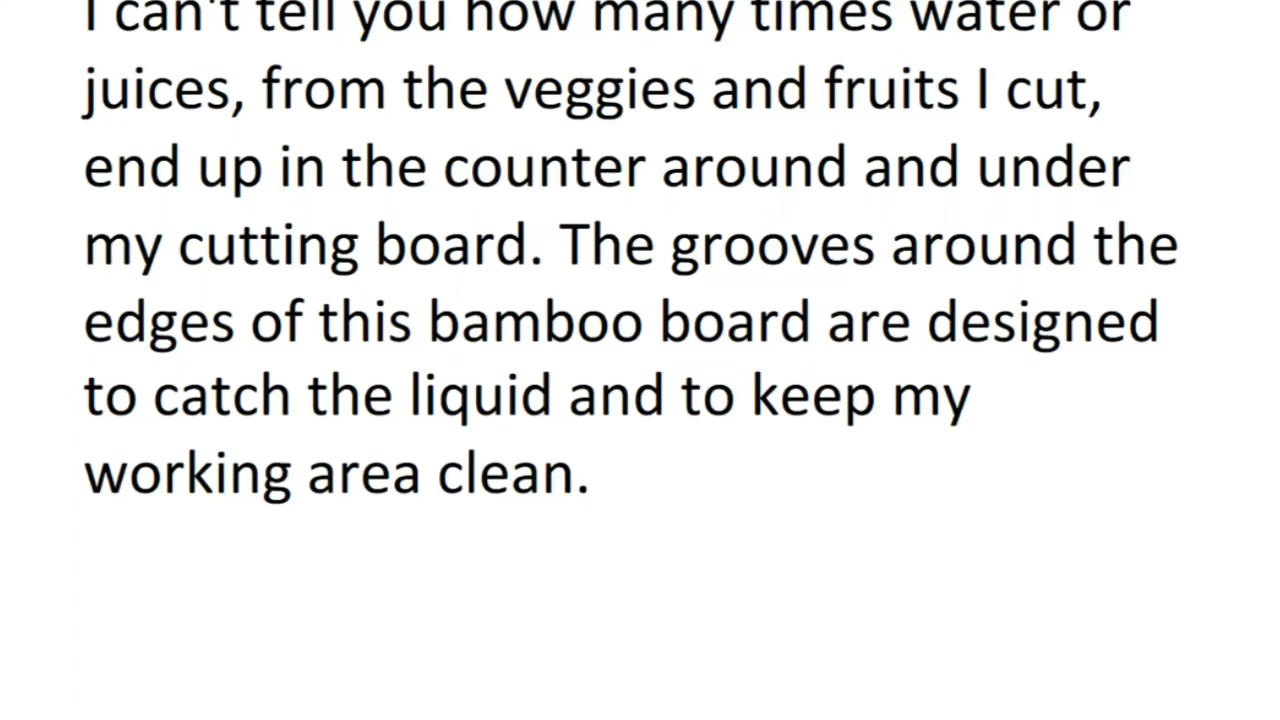 I can't tell you how many times water or
juices, from the veggies and fruits I cut,
end up in the counter around and under
my cutting board. The grooves around the
edges of this bamboo board are designed
to catch the liquid and to keep my
working area clean.